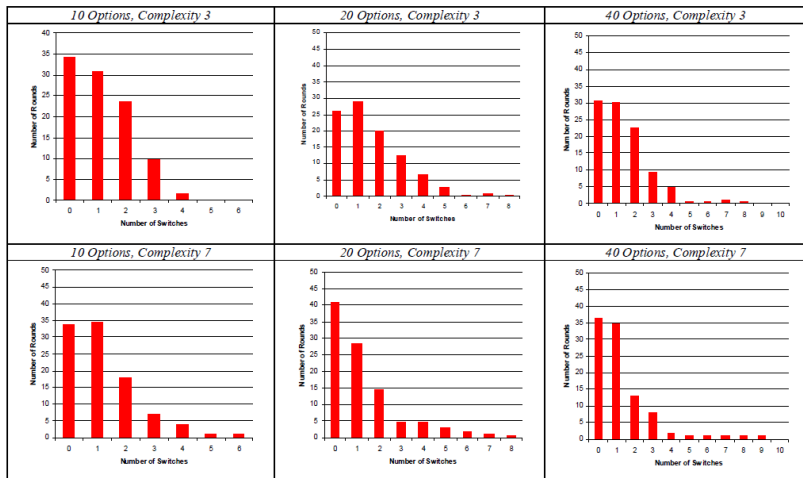 10 Options, Complexity 3
20 Options, Complexity 3
40 Options, Complexity 3
Number of Rounds
40
35
30
25
20
15
10
5
0
0 1 2 3 4 5 6
Number of Switches
Number of Rounds
50
45
40
35
30
25
20
15
10
5
0
0 1 2 3 4 5 6 7 8
Number of Switches
Number of Rounds
50
45
40
35
30
25
20
15
10
5
0
0 1 2 3 4 5 6 7 8 9 10
Number of Switches
10 Options, Complexity 7
20 Options, Complexity 7
40 Options, Complexity 7
Number of Rounds
50
45
40
35
30
25
20
15
10
5
0
0 1 2 3 4 5 6
Number of Switches
Number of Rounds
50
45
40
35
30
25
20
15
10
5
0
0 1 2 3 4 5 6 7 8
Number of Switches
Number of Rounds
50
45
40
35
30
25
20
15
10
5
0
0 1 2 3 4 5 6 7 8 9 10
Number of Switches